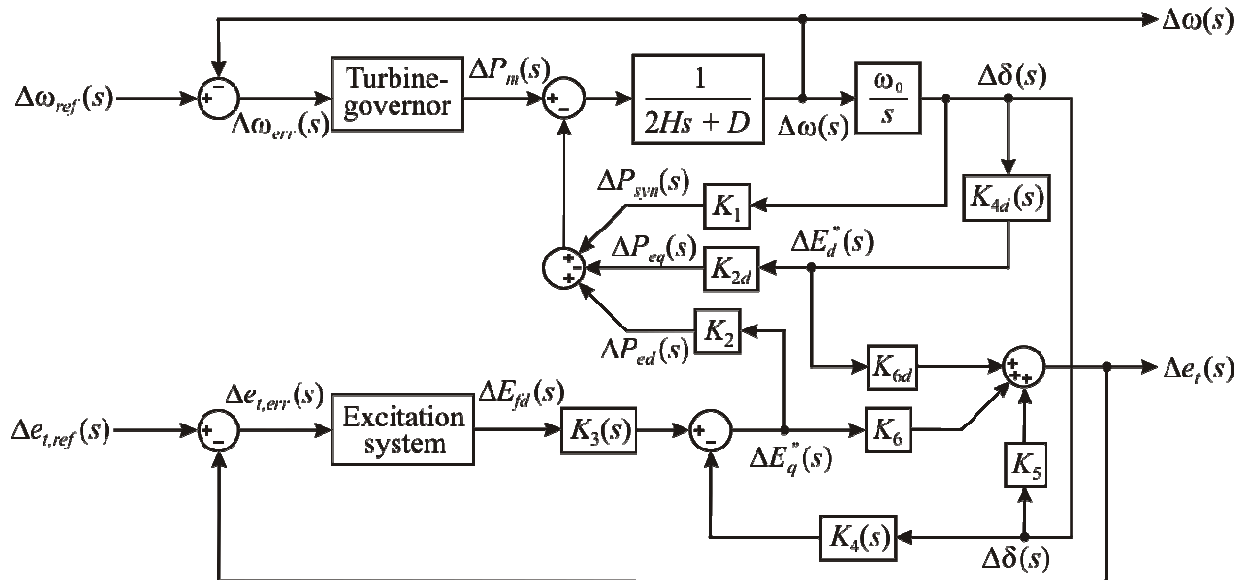 Δω(s)
Δω_ref(s)
+
−
Δω_err(s)
Turbine-
governor
ΔP_m(s)
+
−
1
2Hs + D
Δω(s)
ω_0
s
Δδ(s)
K_4d(s)
ΔP_syn(s)
K_1
ΔP_eq(s)
K_2d
ΔE_d"(s)
+
-
+
ΔP_ed(s)
K_2
K_6d
+
+
+
Δe_t(s)
Δe_t,ref(s)
+
−
Δe_t,err(s)
Excitation
system
ΔE_fd(s)
K_3(s)
+
−
ΔE_q"(s)
K_6
K_5
K_4(s)
Δδ(s)